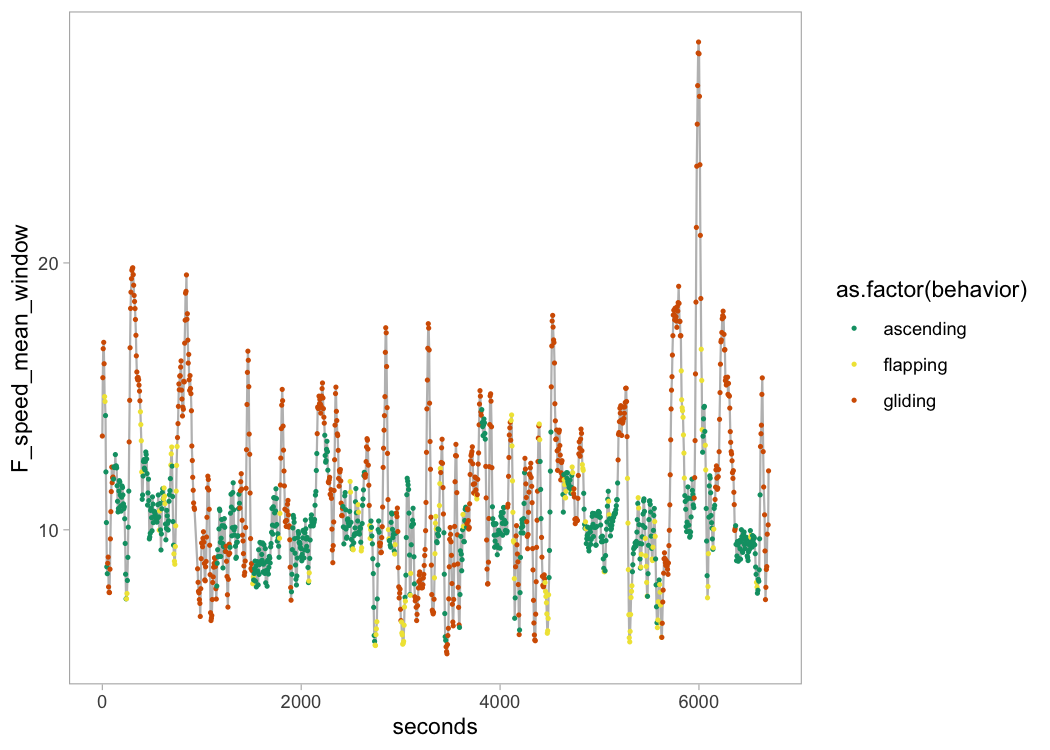 F_speed_mean_window
20
10
0
2000
4000
6000
seconds
as.factor(behavior)
ascending
flapping
gliding